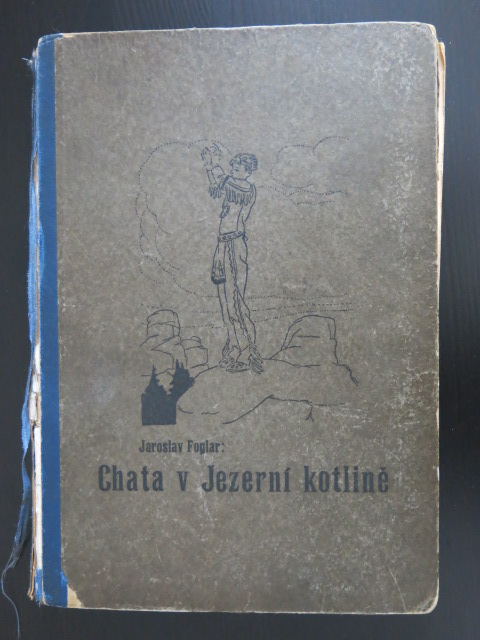 Jaroslav Foglar:
Chata v Jezerní kotlině